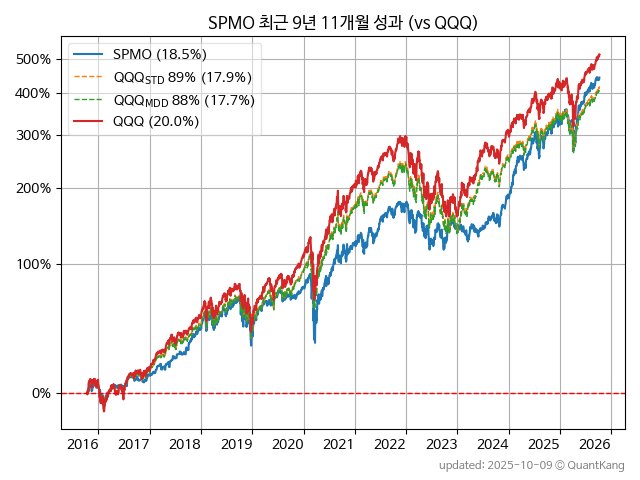 SPMO 최근 9년 11개월 성과 (vs QQQ)
SPMO (18.5%)
QQQSTD 89% (17.9%)
QQQMDD 88% (17.7%)
QQQ (20.0%)
500%
400%
300%
200%
100%
0%
2016 2017 2018 2019 2020 2021 2022 2023 2024 2025 2026
updated: 2025-10-09 © QuantKang